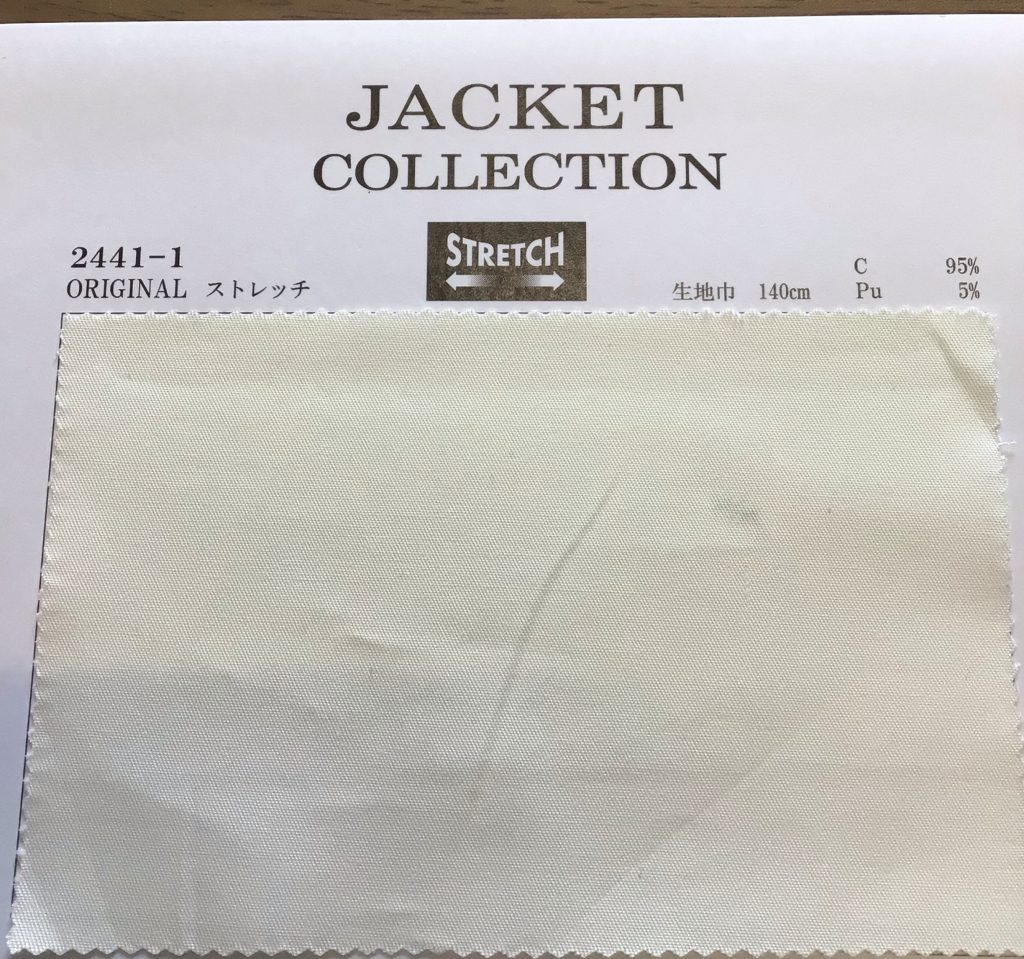 JACKET
COLLECTION
STRETCH
2441-1
ORIGINAL ストレッチ
生地巾 140cm
C 95%
Pu 5%